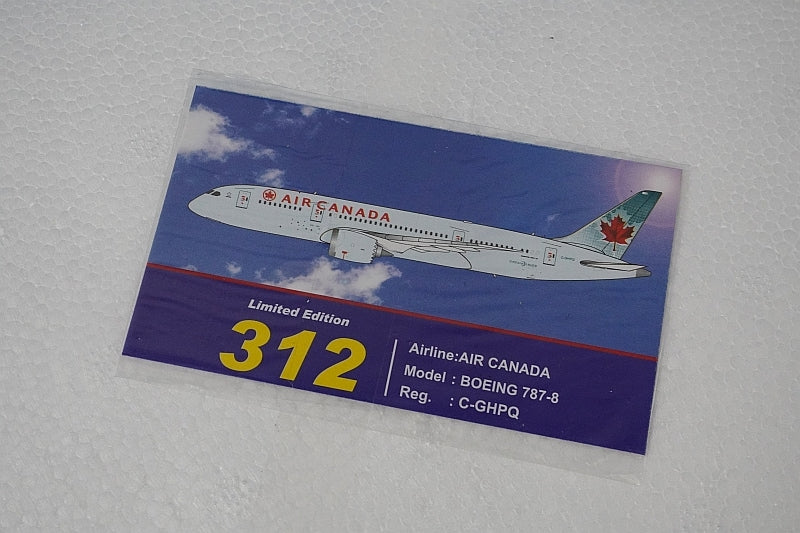 AIR CANADA
Limited Edition
312
Airline:AIR CANADA
Model : BOEING 787-8
Reg. : C-GHPQ